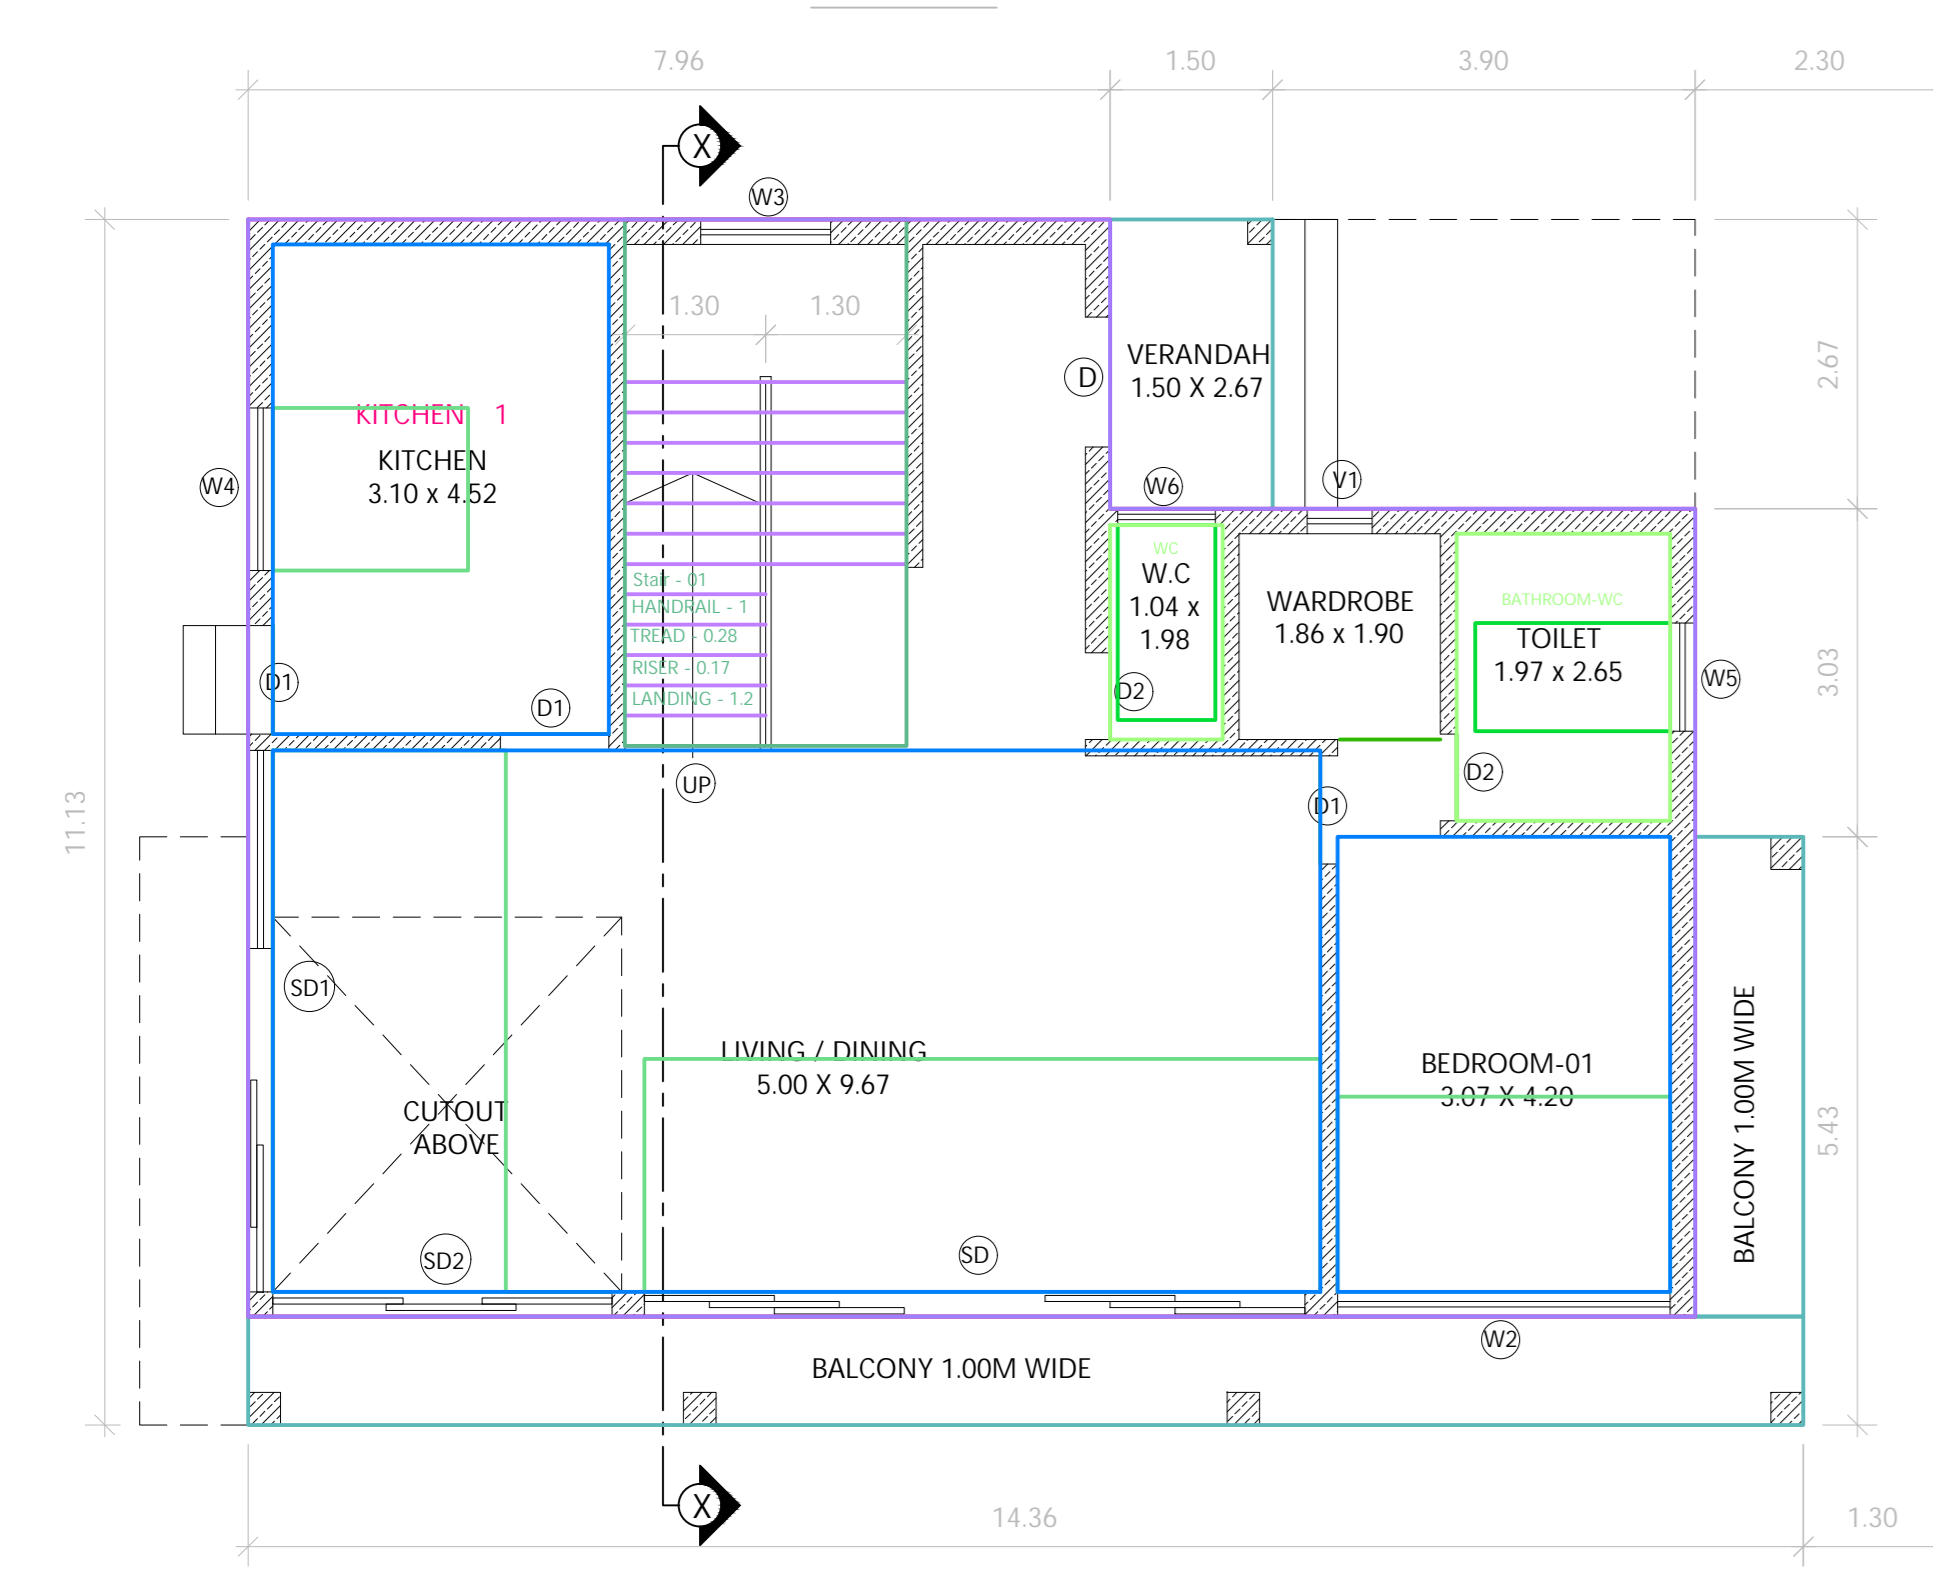 7.96
1.50
3.90
2.30
X
W3
1.30
1.30
VERANDAH
1.50 X 2.67
D
2.67
KITCHEN 1
KITCHEN
3.10 x 4.52
W4
W6
V1
WC
W.C
1.04 x
1.98
WARDROBE
1.86 x 1.90
BATHROOM-WC
TOILET
1.97 x 2.65
W5
3.03
Stair - 01
HANDRAIL - 1
TREAD - 0.28
RISER - 0.17
LANDING - 1.2
D1
D1
D2
D2
UP
D1
11.13
SD1
LIVING / DINING
5.00 X 9.67
BEDROOM-01
3.07 X 4.20
CUTOUT
ABOVE
BALCONY 1.00M WIDE
5.43
SD2
SD
W2
BALCONY 1.00M WIDE
X
14.36
1.30